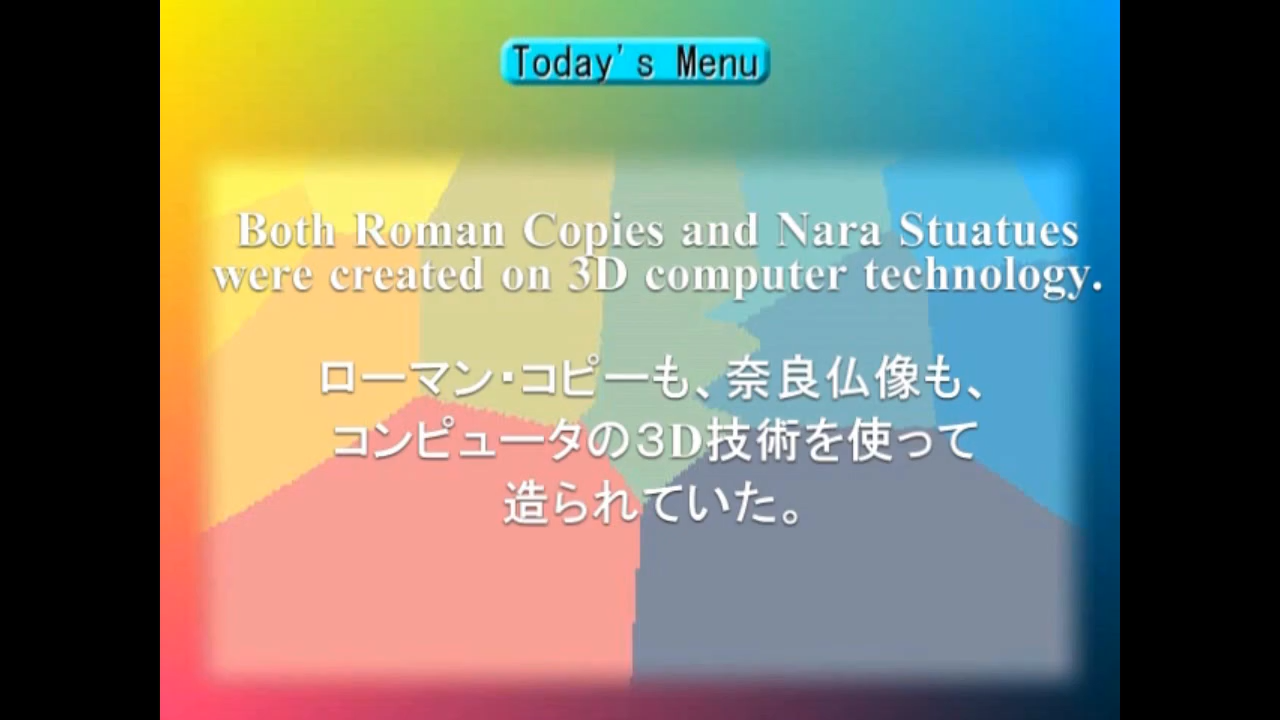 Today's Menu
Both Roman Copies and Nara Stuatues
were created on 3D computer technology.
ローマン・コピーも、奈良仏像も、
コンピュータの３D技術を使って
造られていた。